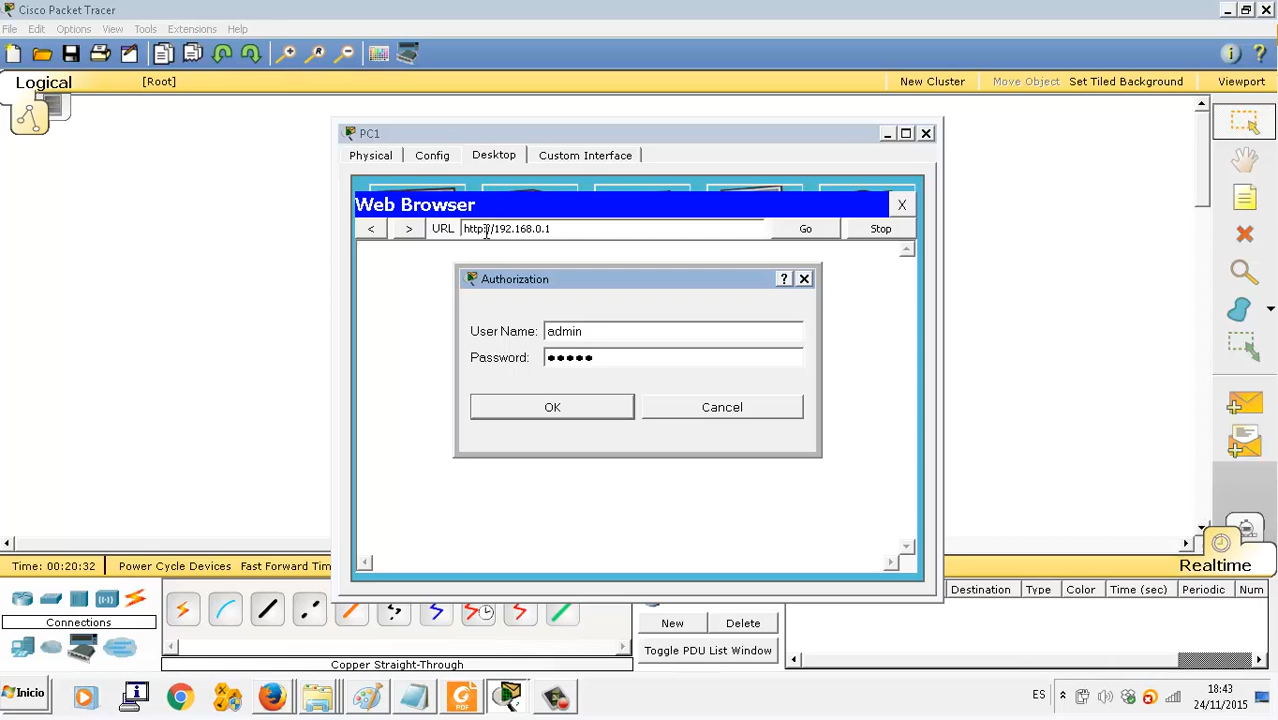 Cisco Packet Tracer
File Edit Options View Tools Extensions Help
Logical [Root] New Cluster Move Object Set Tiled Background Viewport
PC1
Physical Config Desktop Custom Interface
Web Browser X
< > URL http://192.168.0.1 Go Stop
Authorization
User Name: admin
Password: ●●●●●
OK Cancel
Time: 00:20:32 Power Cycle Devices Fast Forward Tim
Realtime
Connections
Copper Straight-Through
New Delete
Toggle PDU List Window
Destination Type Color Time (sec) Periodic Num
Inicio
ES
18:43
24/11/2015